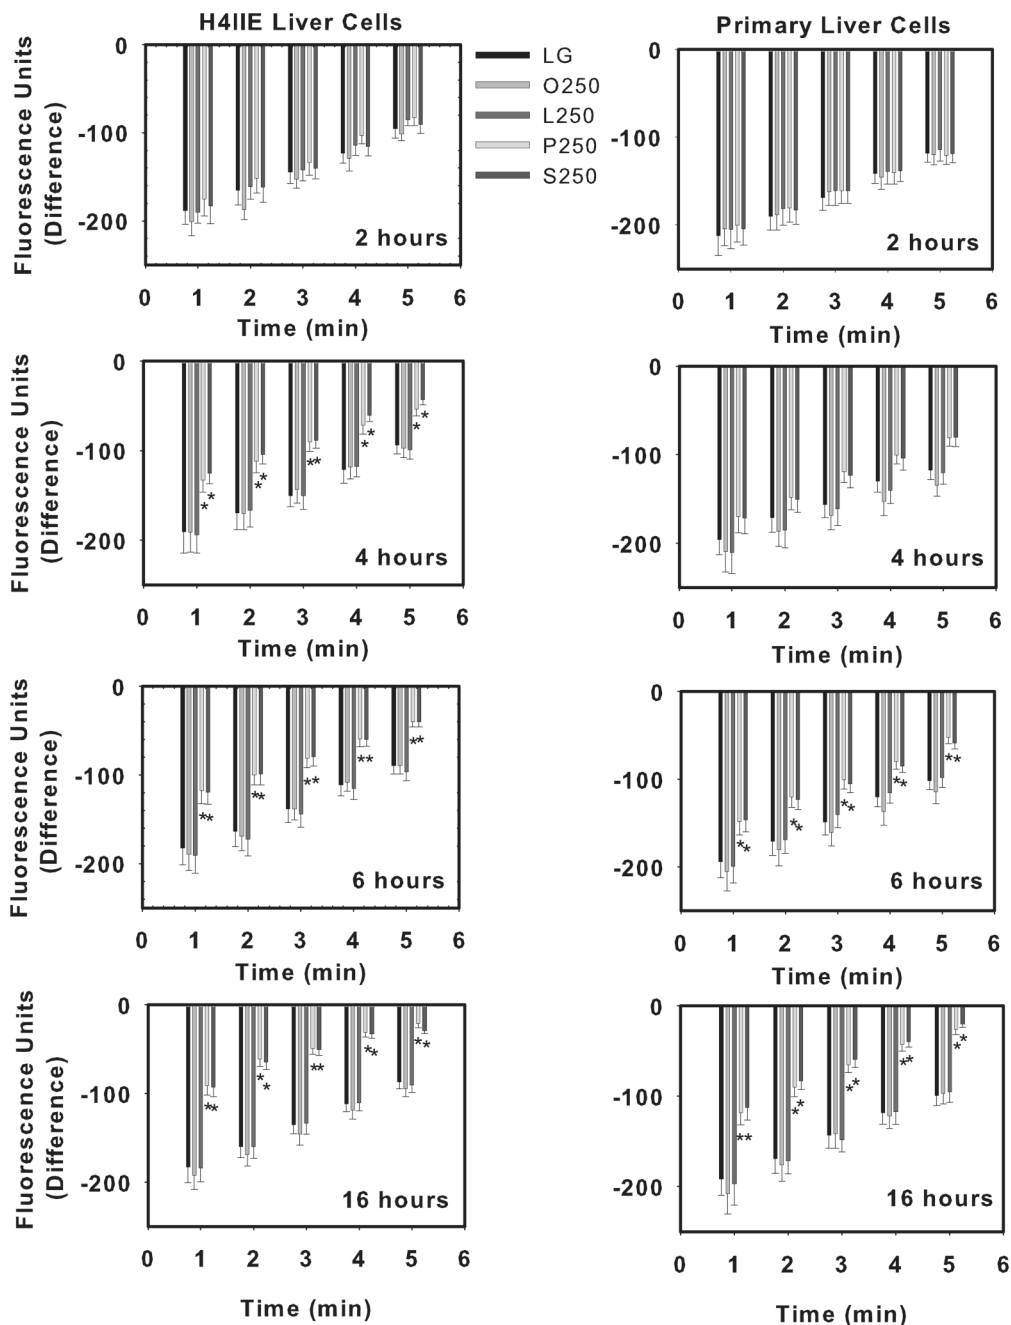 H4IIE Liver Cells
Primary Liver Cells
LG
O250
L250
P250
S250
Fluorescence Units
(Difference)
0
-100
-200
2 hours
0 1 2 3 4 5 6
Time (min)
0
-100
-200
2 hours
0 1 2 3 4 5 6
Time (min)
Fluorescence Units
(Difference)
0
-100
-200
* * * * ** * * * *
4 hours
0 1 2 3 4 5 6
Time (min)
0
-100
-200
4 hours
0 1 2 3 4 5 6
Time (min)
Fluorescence Units
(Difference)
0
-100
-200
** ** ** ** **
6 hours
0 1 2 3 4 5 6
Time (min)
0
-100
-200
** ** ** ** **
6 hours
0 1 2 3 4 5 6
Time (min)
Fluorescence Units
(Difference)
0
-100
-200
** * * ** ** **
16 hours
0 1 2 3 4 5 6
Time (min)
0
-100
-200
** * * * * ** * *
16 hours
0 1 2 3 4 5 6
Time (min)